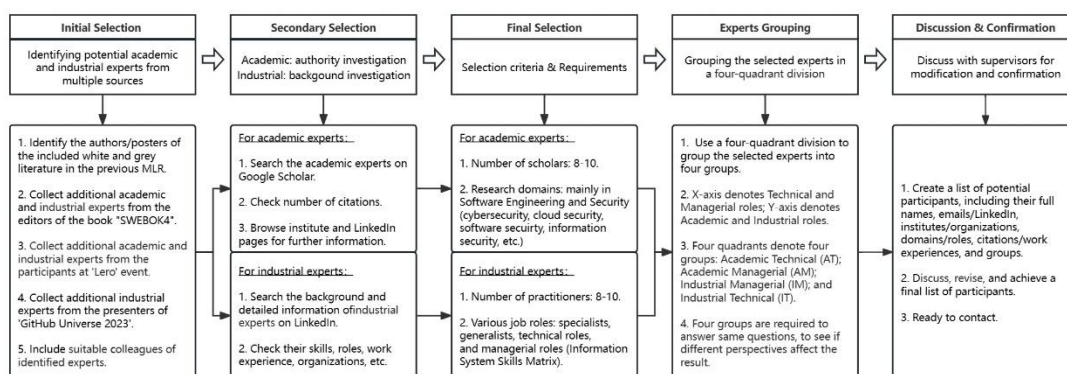 Initial Selection
Identifying potential academic
and industrial experts from
multiple sources
Secondary Selection
Academic: authority investigation
Industrial: backgound investigation
Final Selection
Selection criteria & Requirements
Experts Grouping
Grouping the selected experts in
a four-quadrant division
Discussion & Confirmation
Discuss with supervisors for
modification and confirmation
1. Identify the authors/posters of
the included white and grey
literature in the previous MLR.
2. Collect additional academic
and industrial experts from the
editors of the book "SWEBOK4".
3. Collect additional academic and
industrial experts from the
participants at 'Lero' event.
4. Collect additional industrial
experts from the presenters of
'GitHub Universe 2023'.
5. Include suitable colleagues of
identified experts.
For academic experts:
1. Search the academic experts on
Google Scholar.
2. Check number of citations.
3. Browse institute and LinkedIn
pages for further information.
For industrial experts:
1. Search the background and
detailed information ofindustrial
experts on LinkedIn.
2. Check their skills, roles, work
experience, organizations, etc.
For academic experts:
1. Number of scholars: 8-10.
2. Research domains: mainly in
Software Engineering and Security
(cybersecurity, cloud security,
software secuirty, information
security, etc.)
For industrial experts:
1. Number of practitioners: 8-10.
2. Various job roles: specialists,
generalists, technical roles,
and managerial roles (Information
System Skills Matrix).
1. Use a four-quadrant division to
group the selected experts into
four groups.
2. X-axis denotes Technical and
Managerial roles; Y-axis denotes
Academic and Industrial roles.
3. Four quadrants denote four
groups: Academic Technical (AT);
Academic Managerial (AM);
Industrial Managerial (IM); and
Industrial Technical (IT).
4. Four groups are required to
answer same questions, to see if
different perspectives affect the
result.
1. Create a list of potential
participants, including their full
names, emails/LinkedIn,
institutes/organizations,
domains/roles, citations/work
experiences, and groups.
2. Discuss, revise, and achieve a
final list of participants.
3. Ready to contact.